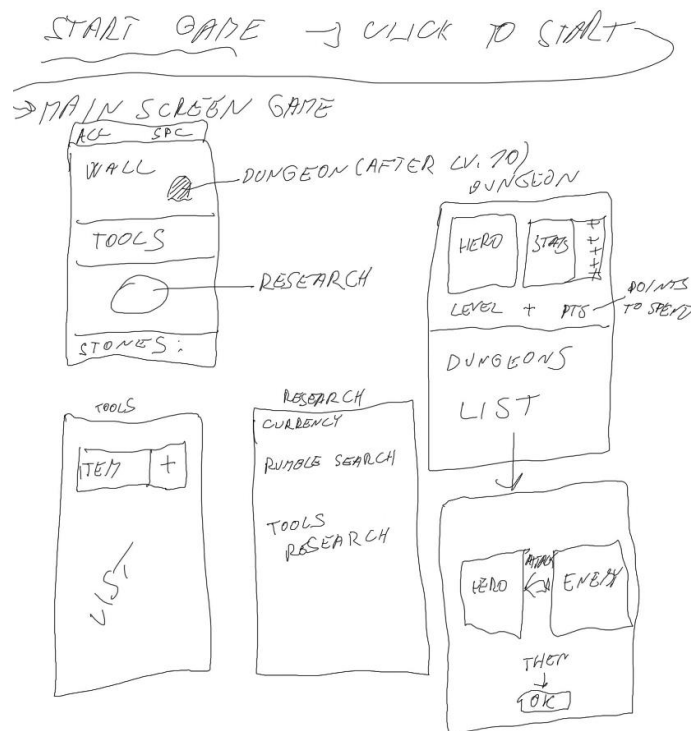 START GAME → CLICK TO START
→ MAIN SCREEN GAME
ACC SPC
WALL
DUNGEON (AFTER LV. 10)
TOOLS
RESEARCH
STONES:
DUNGEON
HERO STATS + + + + +
LEVEL + PTS
POINTS TO SPEND
DUNGEONS
LIST
TOOLS
ITEM +
LIST
RESEARCH
CURRENCY
RUMBLE SEARCH
TOOLS
RESEARCH
HERO ATTACK ENEMY
THEN
OK